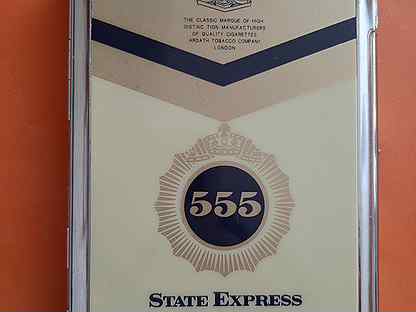 THE CLASSIC MARQUE OF HIGH
DISTINCTION MANUFACTURERS
OF QUALITY CIGARETTES
ARDATH TOBACCO COMPANY
LONDON
555
STATE EXPRESS